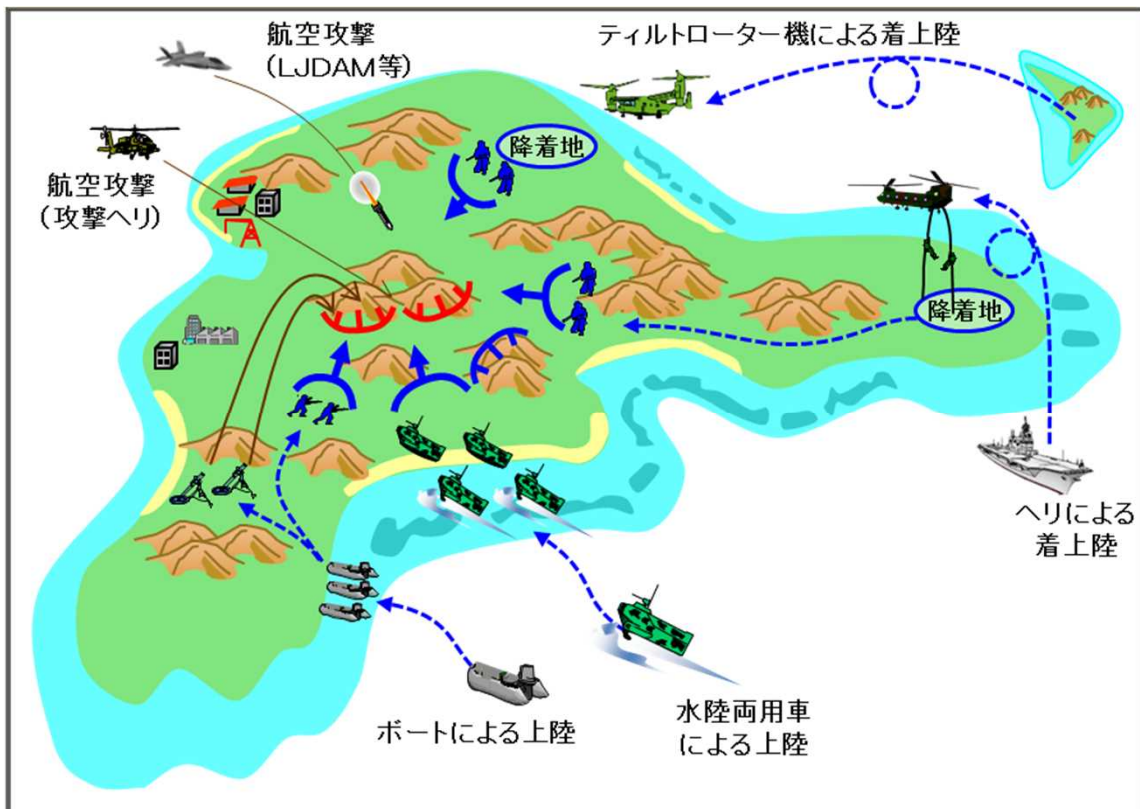 航空攻撃
(LJDAM等)
ティルトローター機による着上陸
航空攻撃
(攻撃ヘリ)
降着地
降着地
ヘリによる
着上陸
水陸両用車
による上陸
ボートによる上陸